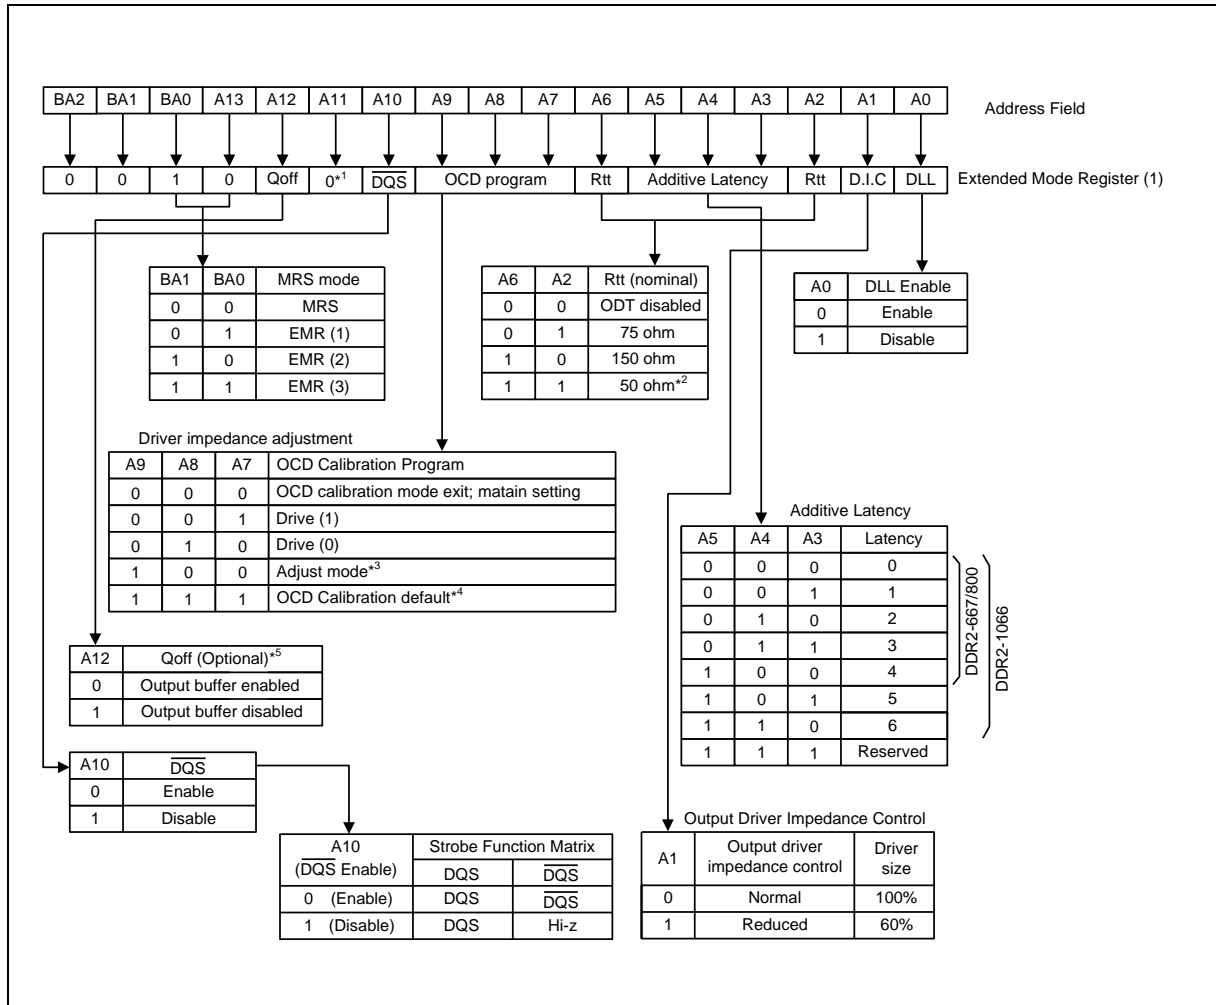 BA2 BA1 BA0 A13 A12 A11 A10 A9 A8 A7 A6 A5 A4 A3 A2 A1 A0
Address Field
0 0 1 0 Qoff 0*1 DQS OCD program Rtt Additive Latency Rtt D.I.C DLL
Extended Mode Register (1)
BA1 BA0 MRS mode
0 0 MRS
0 1 EMR (1)
1 0 EMR (2)
1 1 EMR (3)
A6 A2 Rtt (nominal)
0 0 ODT disabled
0 1 75 ohm
1 0 150 ohm
1 1 50 ohm*2
A0 DLL Enable
0 Enable
1 Disable
Driver impedance adjustment
A9 A8 A7 OCD Calibration Program
0 0 0 OCD calibration mode exit; matain setting
0 0 1 Drive (1)
0 1 0 Drive (0)
1 0 0 Adjust mode*3
1 1 1 OCD Calibration default*4
Additive Latency
A5 A4 A3 Latency
0 0 0 0
0 0 1 1
0 1 0 2
0 1 1 3
1 0 0 4
1 0 1 5
1 1 0 6
1 1 1 Reserved
DDR2-667/800
DDR2-1066
A12 Qoff (Optional)*5
0 Output buffer enabled
1 Output buffer disabled
A10 DQS
0 Enable
1 Disable
A10
(DQS Enable)
Strobe Function Matrix
DQS DQS
0 (Enable) DQS DQS
1 (Disable) DQS Hi-z
Output Driver Impedance Control
A1 Output driver
impedance control
Driver
size
0 Normal 100%
1 Reduced 60%